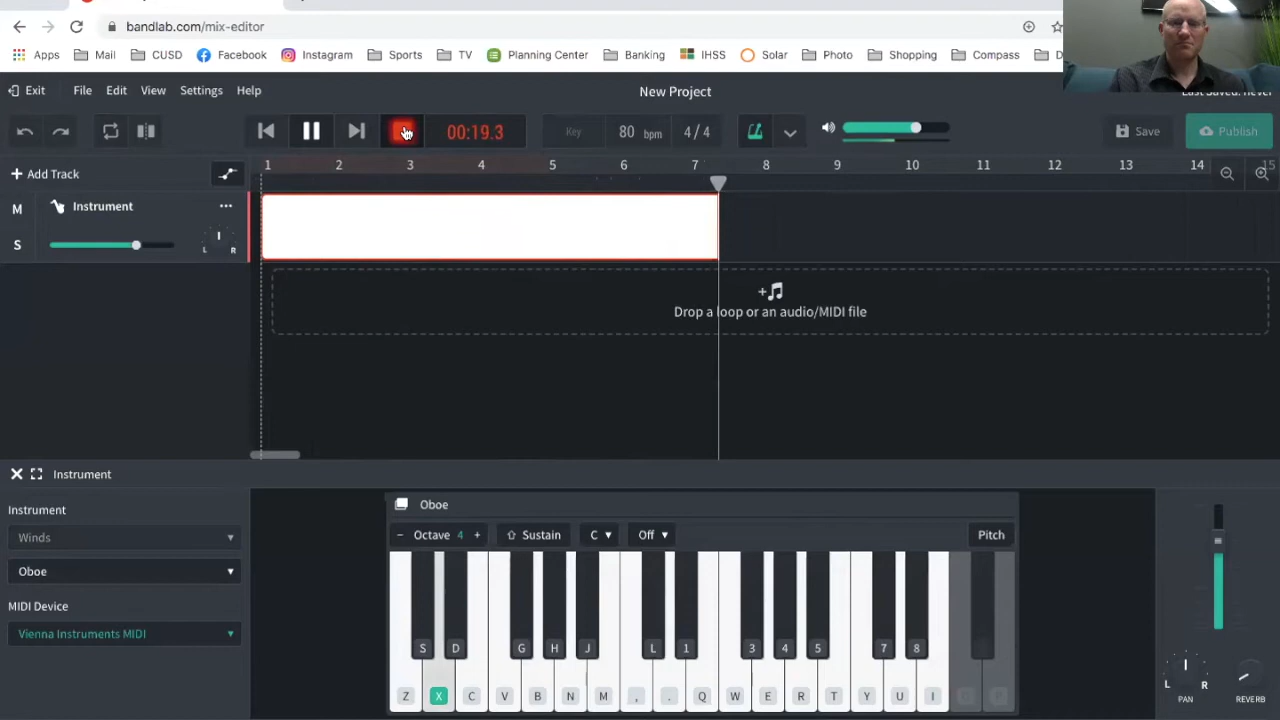 bandlab.com/mix-editor
Apps Mail CUSD Facebook Instagram Sports TV Planning Center Banking IHSS Solar Photo Shopping Compass D
Exit File Edit View Settings Help New Project Last Saved: never
00:19.3 Key 80 bpm 4/4 Save Publish
+ Add Track 1 2 3 4 5 6 7 8 9 10 11 12 13 14 15
M Instrument ...
S L R
Drop a loop or an audio/MIDI file
Instrument
Instrument Oboe
Winds
− Octave 4 + Sustain C Off Pitch
Oboe
MIDI Device
Vienna Instruments MIDI
S D G H J L 1 3 4 5 7 8
Z X C V B N M , . Q W E R T Y U I O P
L R
PAN REVERB